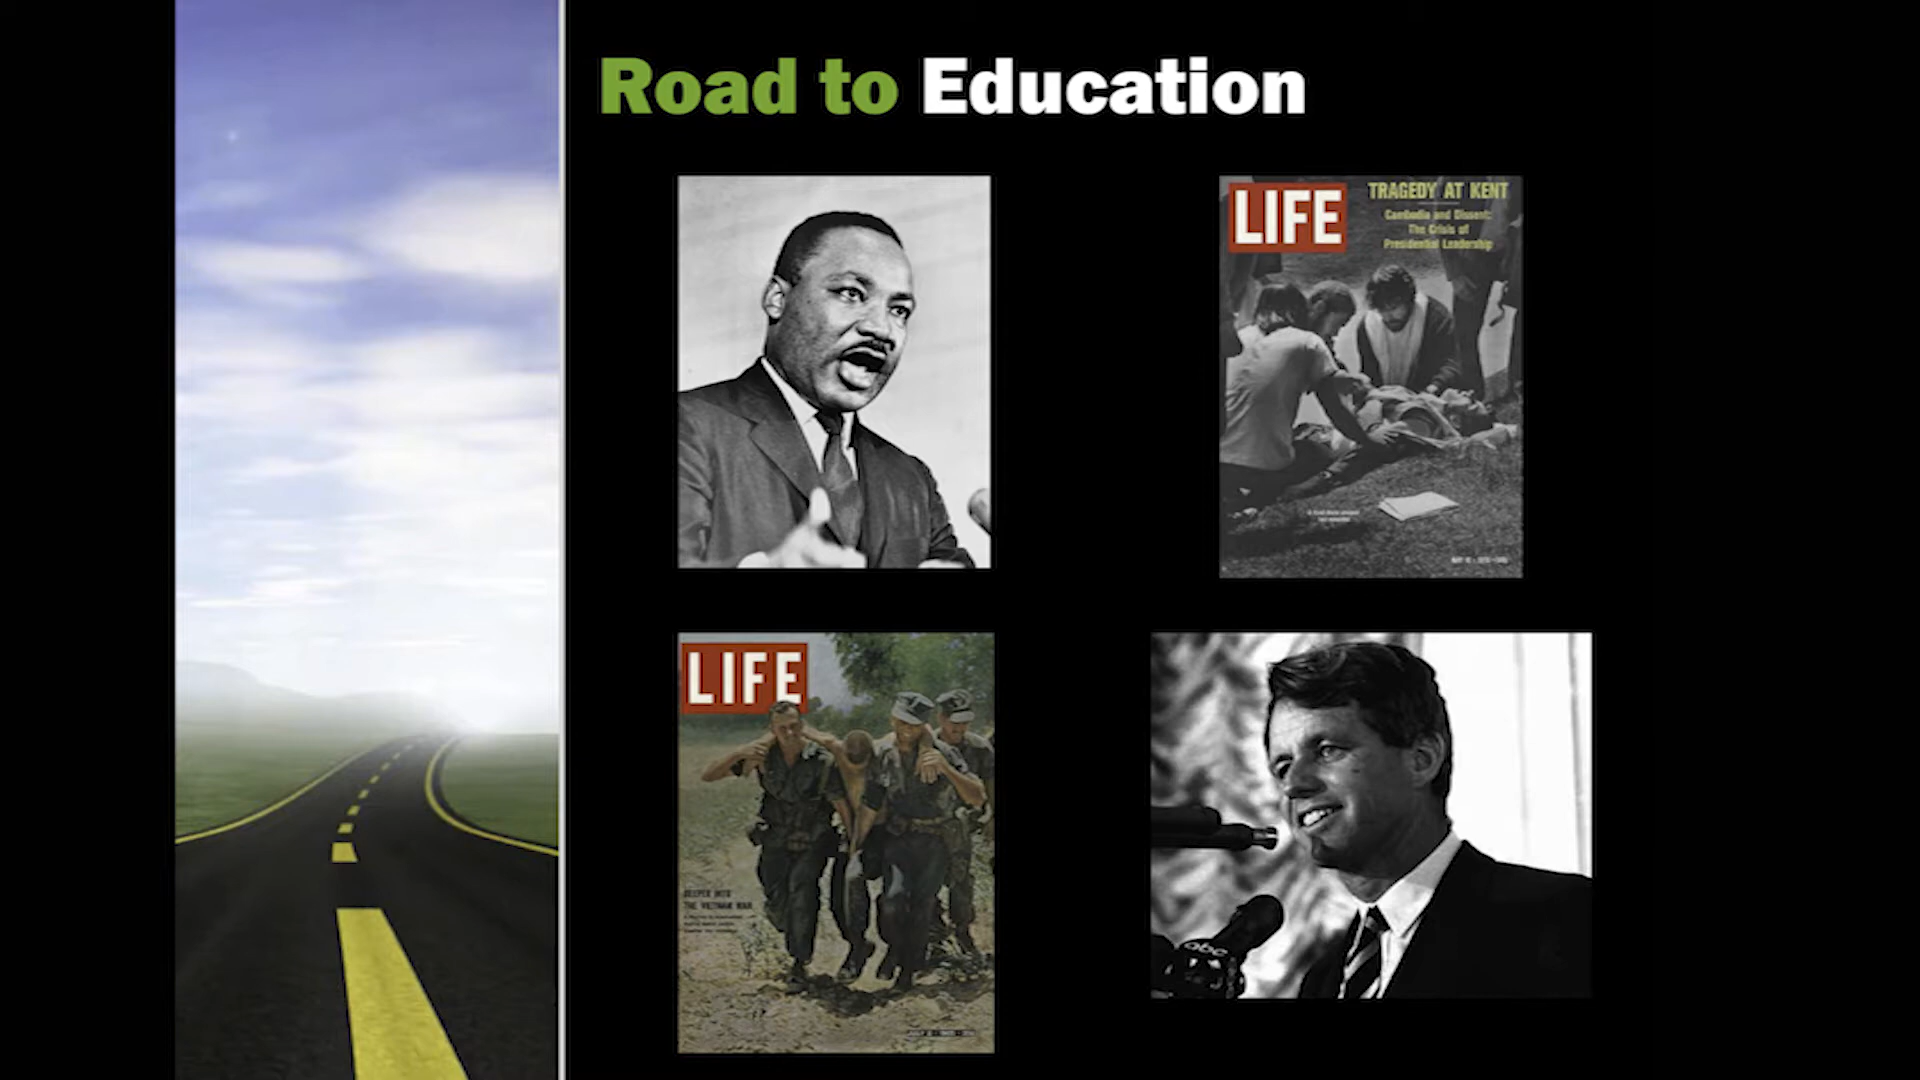 Road to Education
LIFE
TRAGEDY AT KENT
Cambodia and Dissent:
The Crisis of
Presidential Leadership
LIFE
DEEPER INTO
THE VIETNAM WAR
abc